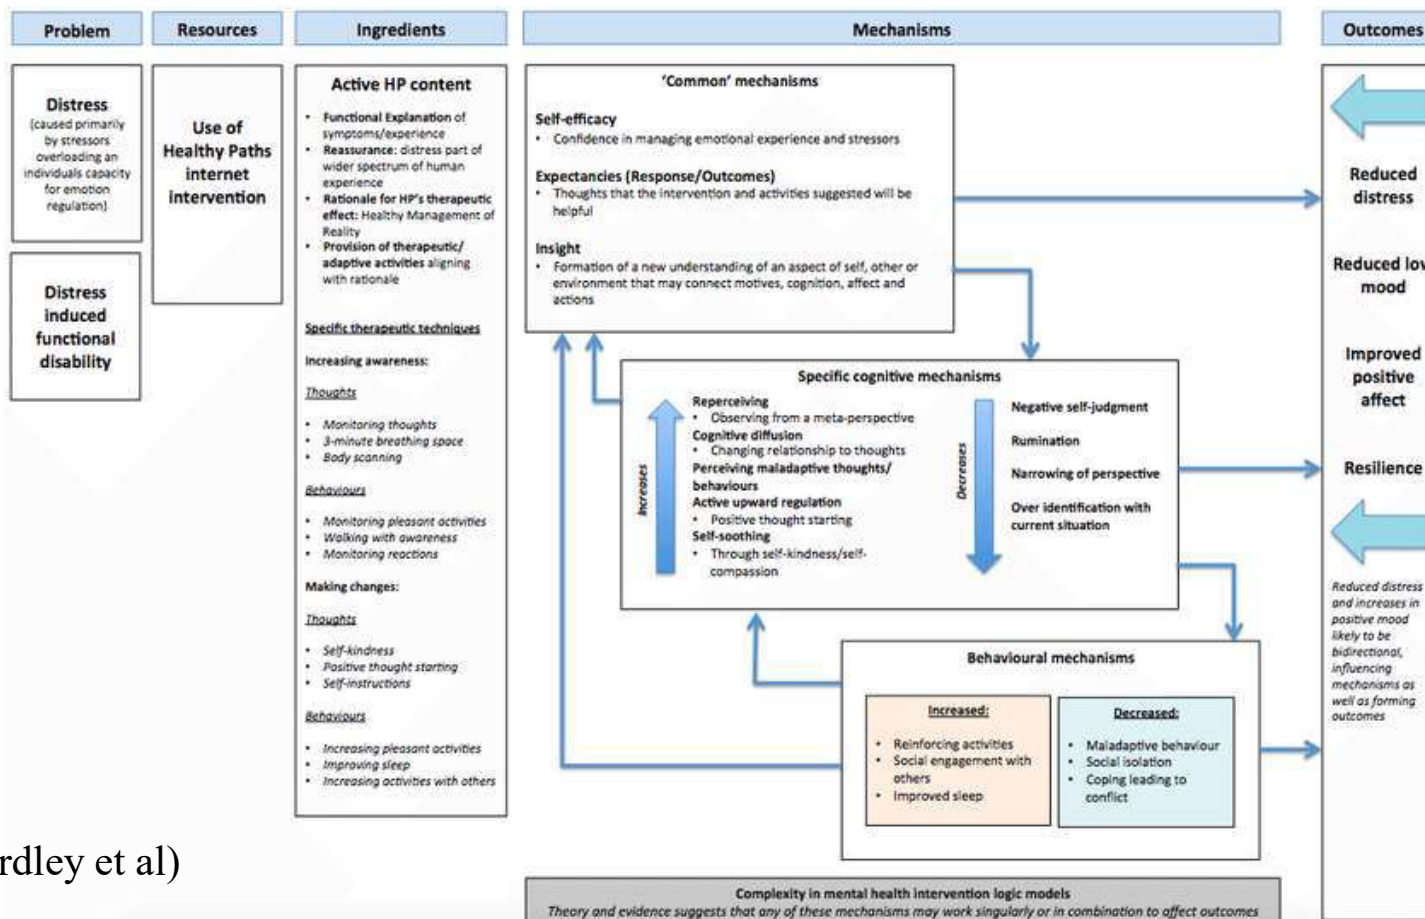 Problem
Resources
Ingredients
Mechanisms
Outcomes
Distress
(caused primarily
by stressors
overloading an
individuals capacity
for emotion
regulation)
Distress
induced
functional
disability
Use of
Healthy Paths
internet
intervention
Active HP content
• Functional Explanation of
symptoms/experience
• Reassurance: distress part of
wider spectrum of human
experience
• Rationale for HP's therapeutic
effect: Healthy Management of
Reality
• Provision of therapeutic/
adaptive activities aligning
with rationale
Specific therapeutic techniques
Increasing awareness:
Thoughts
• Monitoring thoughts
• 3-minute breathing space
• Body scanning
Behaviours
• Monitoring pleasant activities
• Walking with awareness
• Monitoring reactions
Making changes:
Thoughts
• Self-kindness
• Positive thought starting
• Self-instructions
Behaviours
• Increasing pleasant activities
• Improving sleep
• Increasing activities with others
'Common' mechanisms
Self-efficacy
• Confidence in managing emotional experience and stressors
Expectancies (Response/Outcomes)
• Thoughts that the intervention and activities suggested will be
helpful
Insight
• Formation of a new understanding of an aspect of self, other or
environment that may connect motives, cognition, affect and
actions
Specific cognitive mechanisms
Increases
Reperceiving
• Observing from a meta-perspective
Cognitive diffusion
• Changing relationship to thoughts
Perceiving maladaptive thoughts/
behaviours
Active upward regulation
• Positive thought starting
Self-soothing
• Through self-kindness/self-
compassion
Decreases
Negative self-judgment
Rumination
Narrowing of perspective
Over identification with
current situation
Behavioural mechanisms
Increased:
• Reinforcing activities
• Social engagement with
others
• Improved sleep
Decreased:
• Maladaptive behaviour
• Social isolation
• Coping leading to
conflict
Reduced
distress
Reduced low
mood
Improved
positive
affect
Resilience
Reduced distress
and increases in
positive mood
likely to be
bidirectional,
influencing
mechanisms as
well as forming
outcomes
rdley et al)
Complexity in mental health intervention logic models
Theory and evidence suggests that any of these mechanisms may work singularly or in combination to affect outcomes